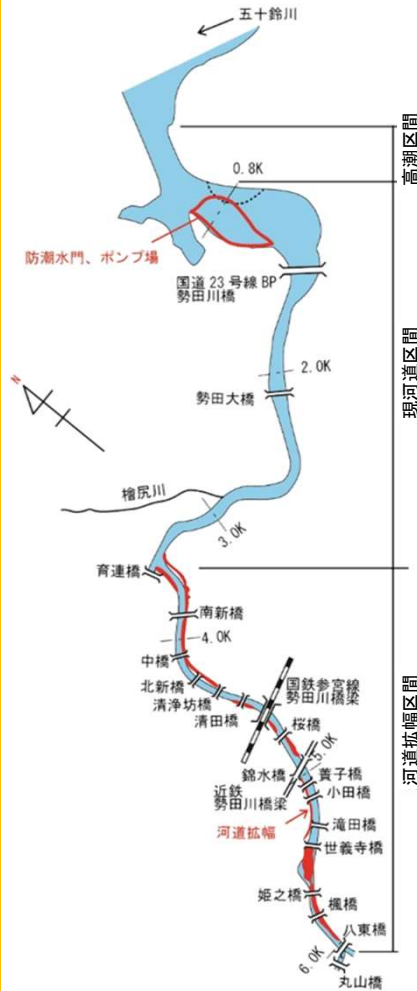 五十鈴川
高潮区間
0.8K
防潮水門、ポンプ場
国道23号線BP
勢田川橋
現河道区間
2.0K
勢田大橋
N
檜尻川
3.0K
育連橋
南新橋
4.0K
中橋
北新橋
清浄坊橋
清田橋
国鉄参宮線
勢田川橋梁
桜橋
河道拡幅区間
5.0K
錦水橋
近鉄
勢田川橋梁
簀子橋
小田橋
河道拡幅
滝田橋
世義寺橋
姫之橋
楓橋
八東橋
6.0K
丸山橋